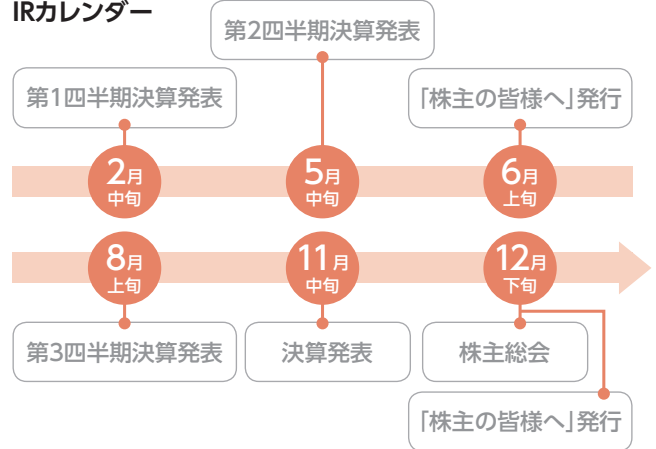 IRカレンダー
第2四半期決算発表
第1四半期決算発表
「株主の皆様へ」発行
2月
中旬
5月
中旬
6月
上旬
8月
上旬
11月
中旬
12月
下旬
第3四半期決算発表
決算発表
株主総会
「株主の皆様へ」発行